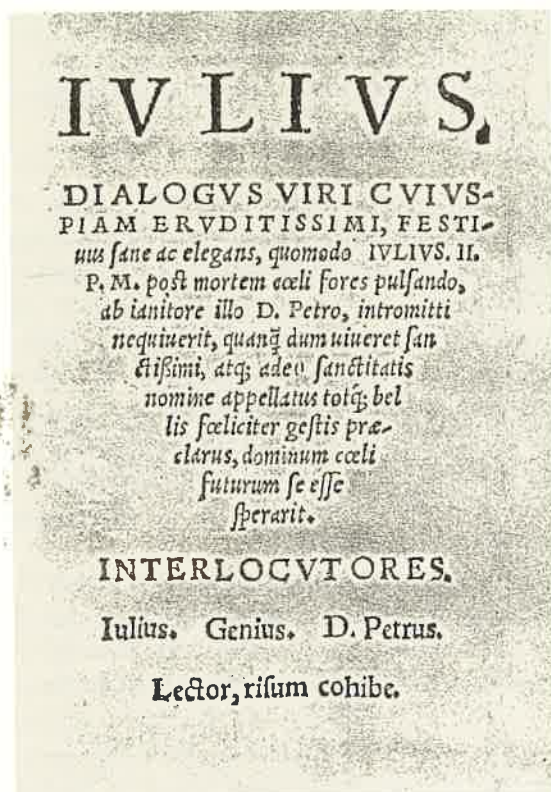 IVLIVS.
DIALOGVS VIRI CVIVS-
PIAM ERVDITISSIMI, FESTI-
uus sane ac elegans, quomodo IVLIVS. II.
P. M. post mortem cœli fores pulsando,
ab ianitore illo D. Petro, intromitti
nequiuerit, quanq̃ dum uiueret san
ctißimi, atq; adeo sanctitatis
nomine appellatus totq́; bel
lis fœliciter gestis præ-
clarus, dominum cœli
futurum se esse
sperarit.
INTERLOCVTORES.
Iulius. Genius. D. Petrus.
Lector, risum cohibe.